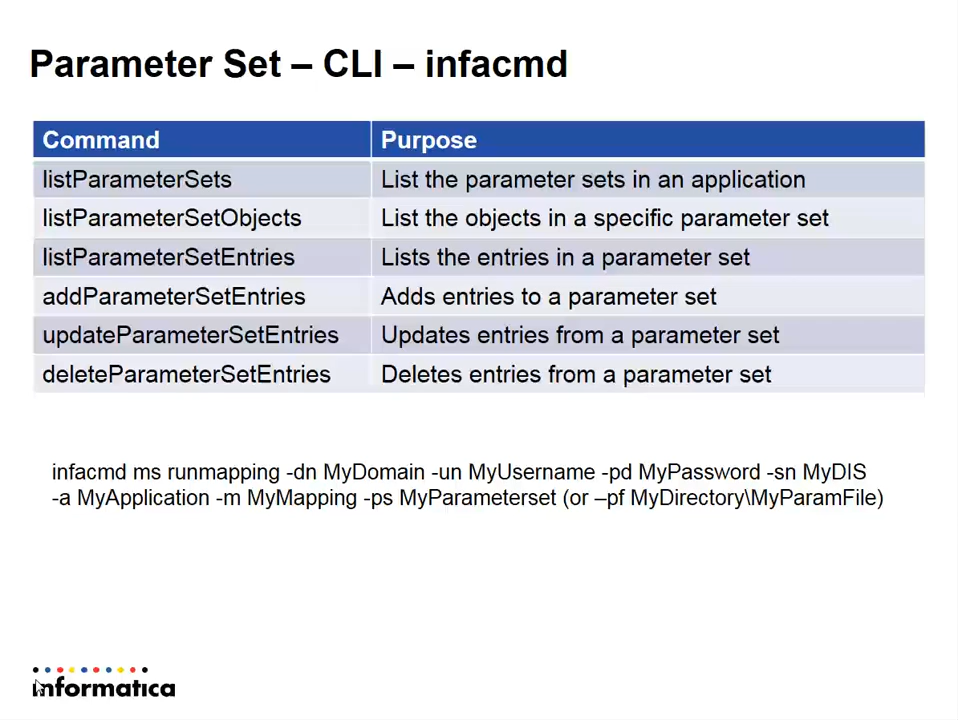 Parameter Set – CLI – infacmd
Command Purpose
listParameterSets List the parameter sets in an application
listParameterSetObjects List the objects in a specific parameter set
listParameterSetEntries Lists the entries in a parameter set
addParameterSetEntries Adds entries to a parameter set
updateParameterSetEntries Updates entries from a parameter set
deleteParameterSetEntries Deletes entries from a parameter set
infacmd ms runmapping -dn MyDomain -un MyUsername -pd MyPassword -sn MyDIS
-a MyApplication -m MyMapping -ps MyParameterset (or –pf MyDirectory\MyParamFile)
informatica